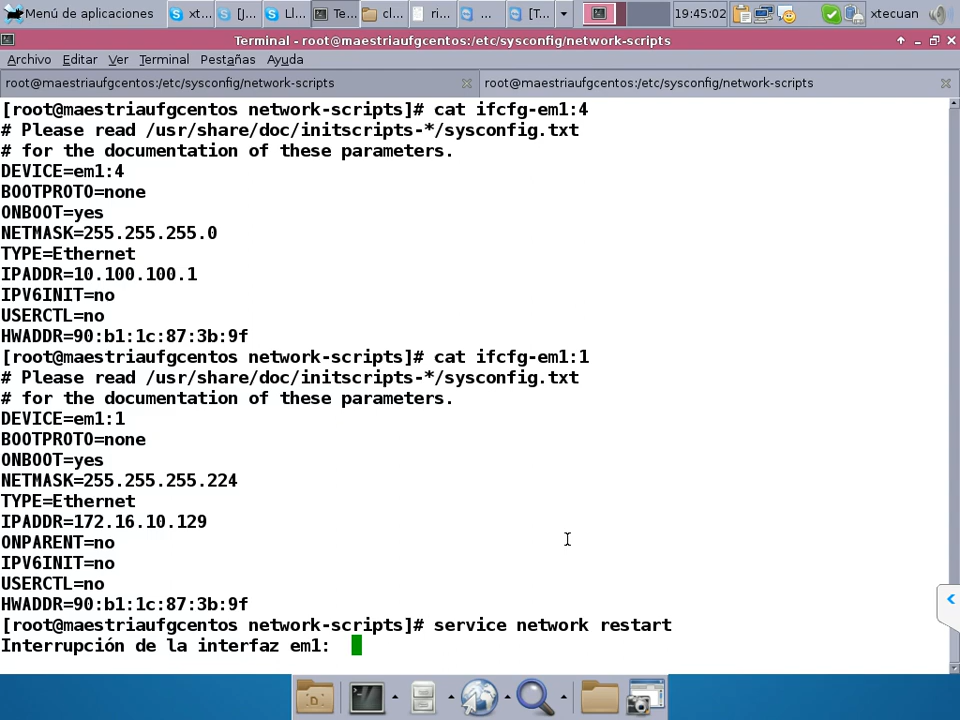 Menú de aplicaciones xt... [J... Ll... Te... cl... ri... ... [T... 19:45:02 xtecuan
Terminal - root@maestriaufgcentos:/etc/sysconfig/network-scripts
Archivo Editar Ver Terminal Pestañas Ayuda
root@maestriaufgcentos:/etc/sysconfig/network-scripts root@maestriaufgcentos:/etc/sysconfig/network-scripts
[root@maestriaufgcentos network-scripts]# cat ifcfg-em1:4
# Please read /usr/share/doc/initscripts-*/sysconfig.txt
# for the documentation of these parameters.
DEVICE=em1:4
BOOTPROTO=none
ONBOOT=yes
NETMASK=255.255.255.0
TYPE=Ethernet
IPADDR=10.100.100.1
IPV6INIT=no
USERCTL=no
HWADDR=90:b1:1c:87:3b:9f
[root@maestriaufgcentos network-scripts]# cat ifcfg-em1:1
# Please read /usr/share/doc/initscripts-*/sysconfig.txt
# for the documentation of these parameters.
DEVICE=em1:1
BOOTPROTO=none
ONBOOT=yes
NETMASK=255.255.255.224
TYPE=Ethernet
IPADDR=172.16.10.129
ONPARENT=no
IPV6INIT=no
USERCTL=no
HWADDR=90:b1:1c:87:3b:9f
[root@maestriaufgcentos network-scripts]# service network restart
Interrupción de la interfaz em1: